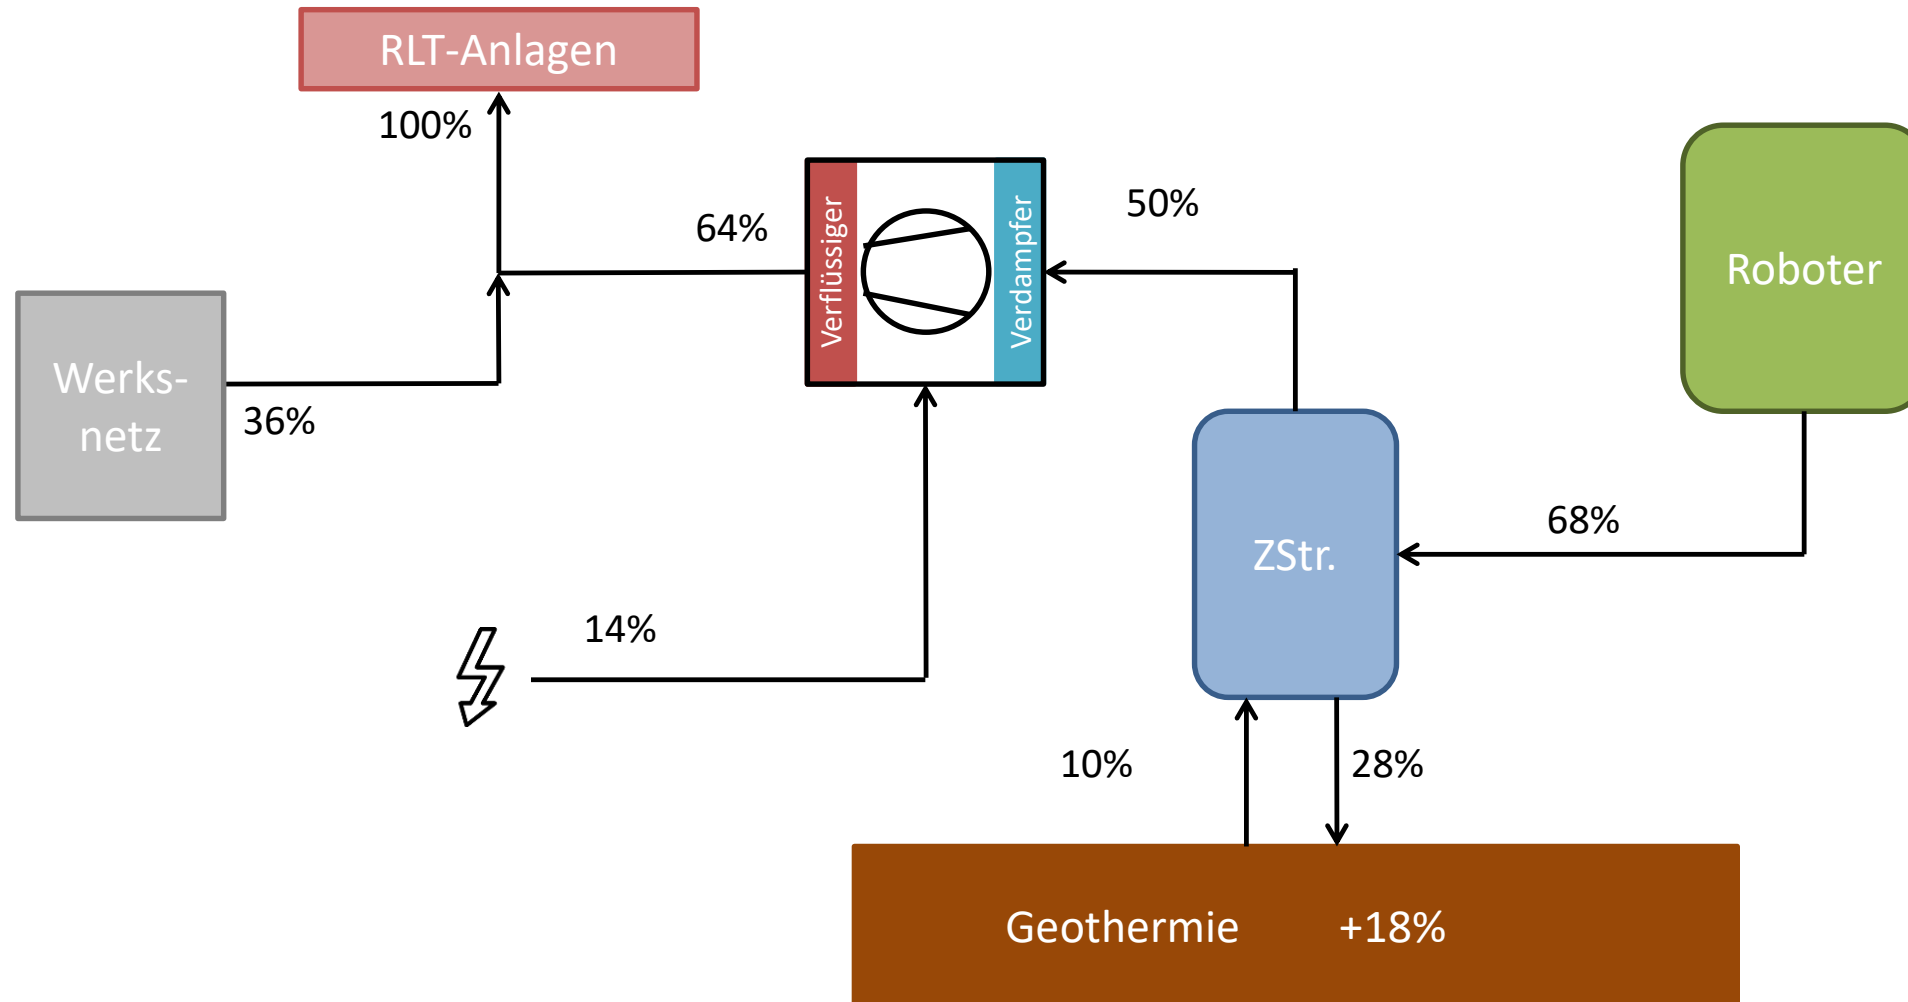 RLT-Anlagen
100%
64%
Verflüssiger
Verdampfer
50%
Roboter
Werks-
netz
36%
68%
ZStr.
14%
10%
28%
Geothermie +18%